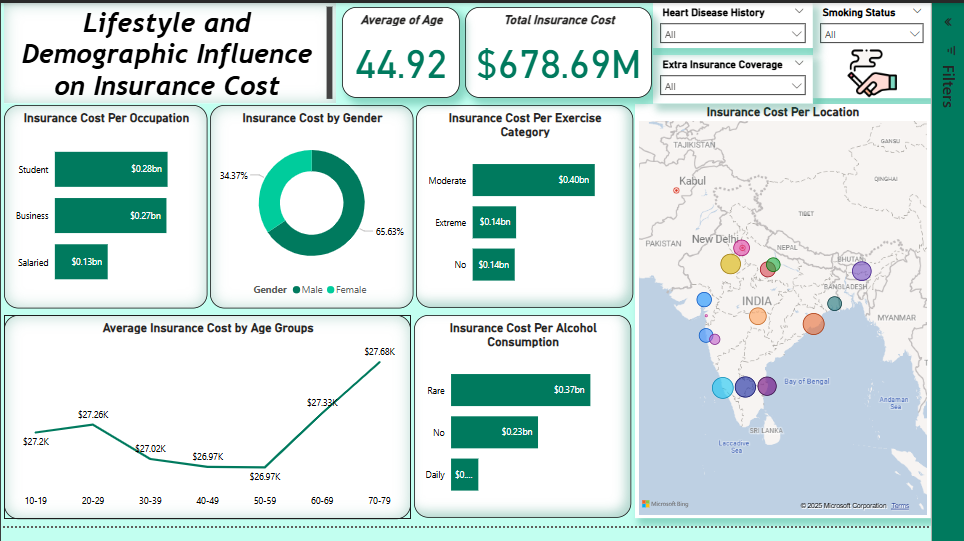 Lifestyle and
Demographic Influence
on Insurance Cost
Average of Age
44.92
Total Insurance Cost
$678.69M
Heart Disease History
All
Smoking Status
All
Extra Insurance Coverage
All
Filters
Insurance Cost Per Occupation
Student
$0.28bn
Business
$0.27bn
Salaried
$0.13bn
Insurance Cost by Gender
34.37%
65.63%
Gender Male Female
Insurance Cost Per Exercise
Category
Moderate
$0.40bn
Extreme
$0.14bn
No
$0.14bn
Insurance Cost Per Location
TAJIKISTAN
GANSU
Kabul
QINGHAI
TIBET
PAKISTAN
New Delhi
NEPAL
BHUTAN
BANGLADESH
INDIA
MYANMAR
Bay of Bengal
Andaman
Sea
SRI LANKA
Laccadive
Sea
Microsoft Bing
© 2025 Microsoft Corporation Terms
Average Insurance Cost by Age Groups
$27.2K
$27.26K
$27.02K
$26.97K
$26.97K
$27.33K
$27.68K
10-19
20-29
30-39
40-49
50-59
60-69
70-79
Insurance Cost Per Alcohol
Consumption
Rare
$0.37bn
No
$0.23bn
Daily
$0....